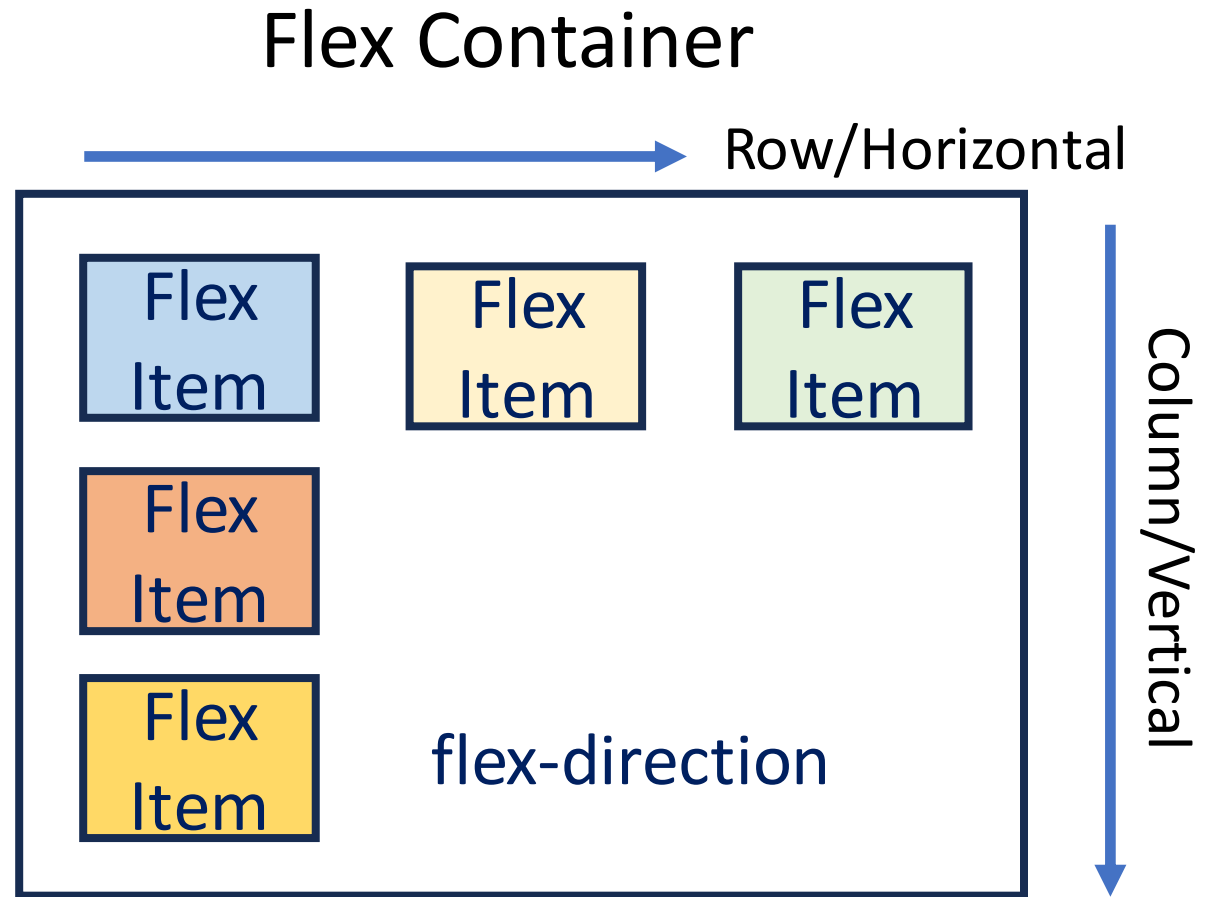 Flex Container
Row/Horizontal
Flex
Item
Flex
Item
Flex
Item
Column/Vertical
Flex
Item
Flex
Item
flex-direction